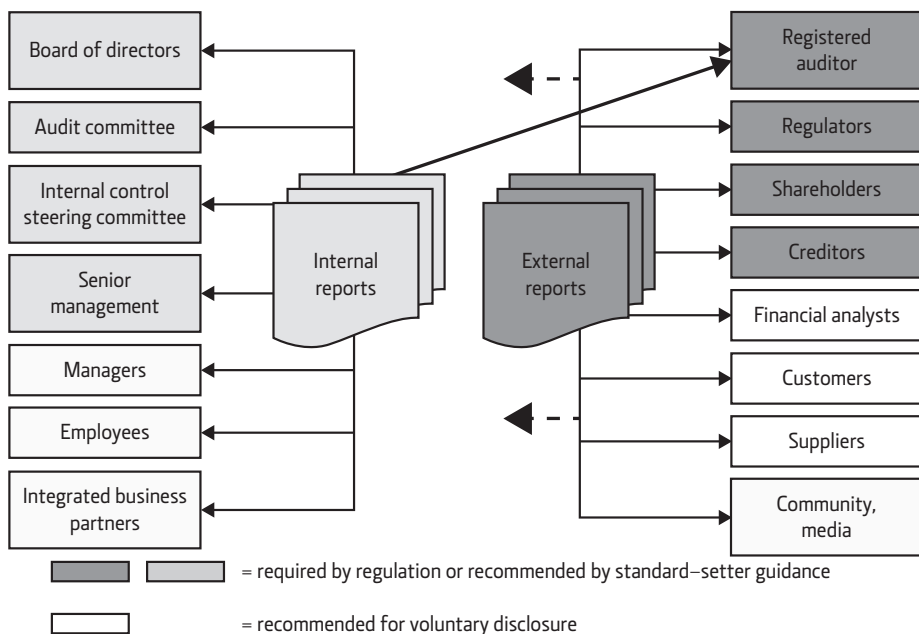 Board of directors
Audit committee
Internal control
steering committee
Senior
management
Managers
Employees
Integrated business
partners
Internal
reports
External
reports
Registered
auditor
Regulators
Shareholders
Creditors
Financial analysts
Customers
Suppliers
Community,
media
= required by regulation or recommended by standard–setter guidance
= recommended for voluntary disclosure